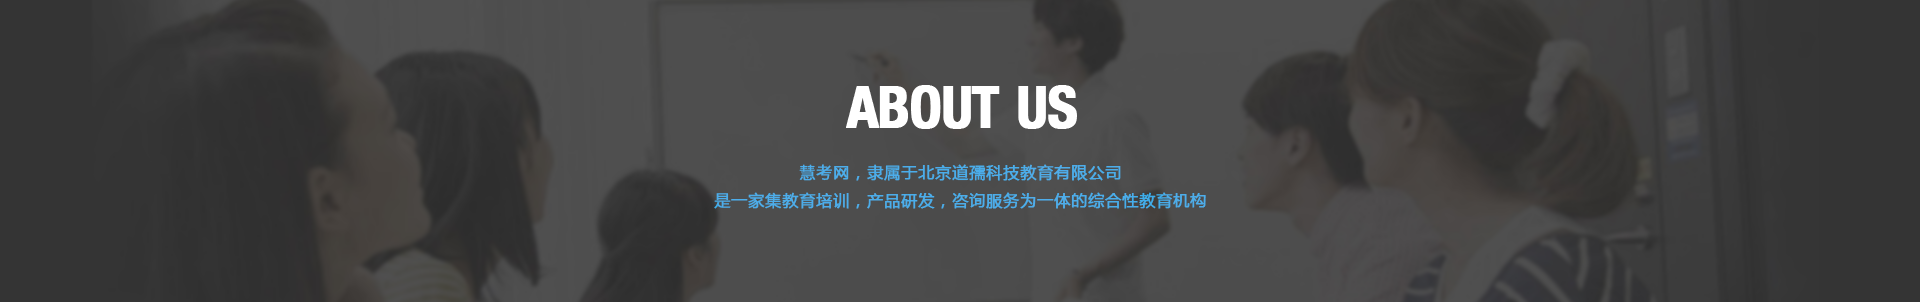 ABOUT US
慧考网，隶属于北京道孺科技教育有限公司
是一家集教育培训，产品研发，咨询服务为一体的综合性教育机构